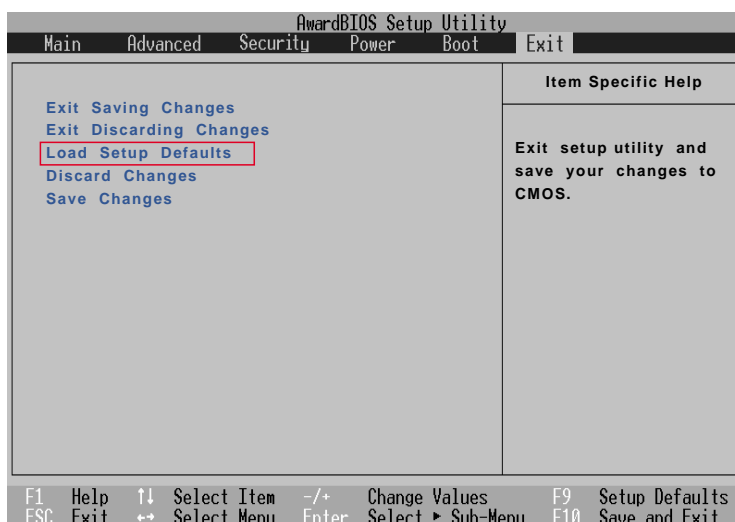 AwardBIOS Setup Utility
Main Advanced Security Power Boot Exit
Item Specific Help
Exit Saving Changes
Exit Discarding Changes
Load Setup Defaults
Discard Changes
Save Changes
Exit setup utility and
save your changes to
CMOS.
F1 Help ↑↓ Select Item -/+ Change Values F9 Setup Defaults
ESC Exit ←→ Select Menu Enter Select ▶ Sub-Menu F10 Save and Exit